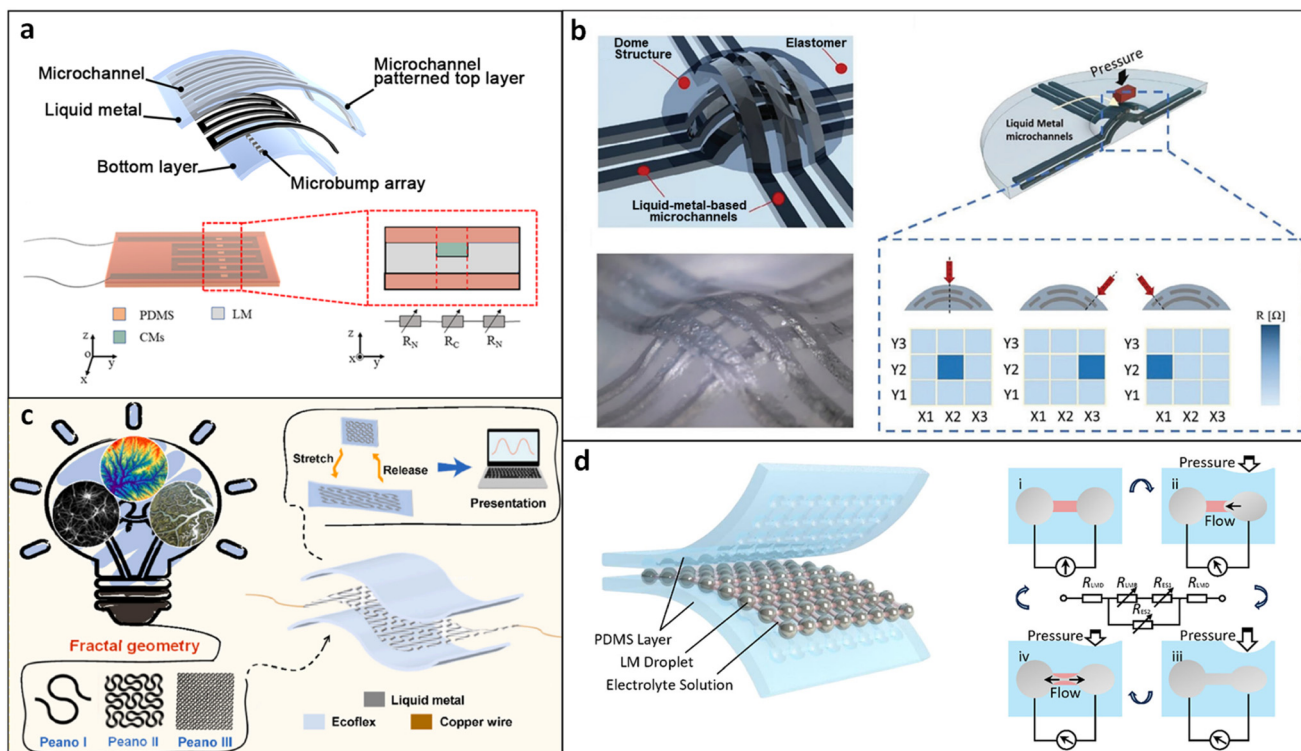 a
Microchannel
Liquid metal
Bottom layer
Microchannel
patterned top layer
Microbump array
PDMS
LM
CMs
z
o
y
x
z
x
y
R_N
R_C
R_N
b
Dome
Structure
Elastomer
Liquid-metal-based
microchannels
Pressure
Liquid Metal
microchannels
R [Ω]
Y3
Y2
Y1
X1 X2 X3
Y3
Y2
Y1
X1 X2 X3
Y3
Y2
Y1
X1 X2 X3
c
Fractal geometry
Peano I
Peano II
Peano III
Stretch
Release
Presentation
Liquid metal
Ecoflex
Copper wire
d
PDMS Layer
LM Droplet
Electrolyte Solution
i
Pressure
ii
Flow
R_LMD
R_LMB
R_ES1
R_LMD
R_ES2
Pressure
iv
Flow
Pressure
iii